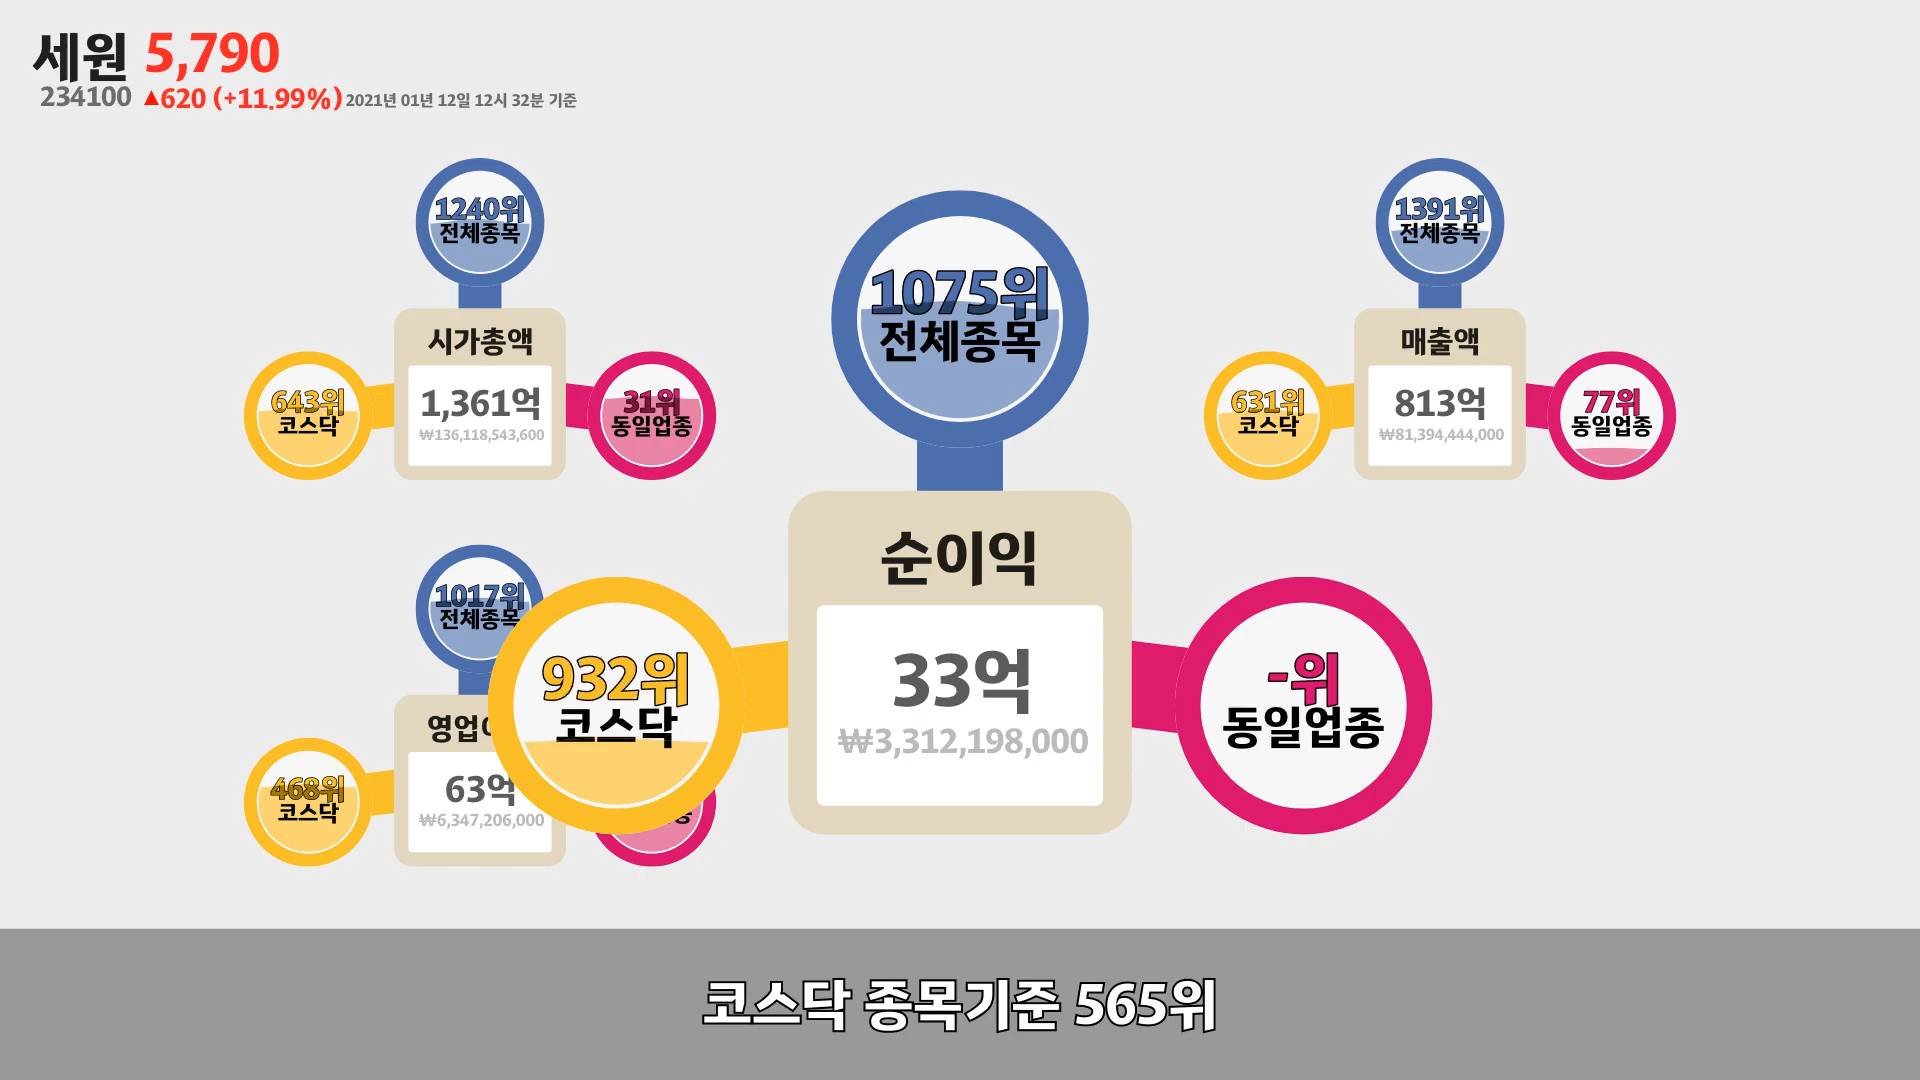 세원 5,790
234100 ▲620 (+11.99%) 2021년 01년 12일 12시 32분 기준
1240위
전체종목
시가총액
643위
코스닥
1,361억
₩136,118,543,600
31위
동일업종
1075위
전체종목
순이익
932위
코스닥
33억
₩3,312,198,000
-위
동일업종
1391위
전체종목
매출액
631위
코스닥
813억
₩81,394,444,000
77위
동일업종
1017위
전체종목
영업
468위
코스닥
63억
₩6,347,206,000
코스닥 종목기준 565위